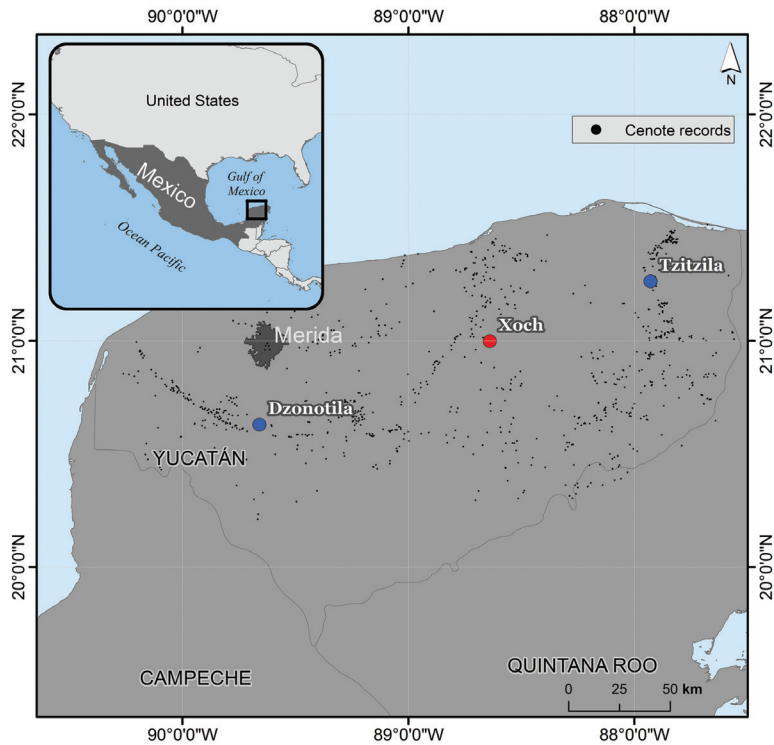 90°0'0"W 89°0'0"W 88°0'0"W
22°0'0"N
21°0'0"N
20°0'0"N
United States
Mexico
Gulf of
Mexico
Ocean Pacific
N
Cenote records
Tzitzila
Xoch
Merida
Dzonotila
YUCATÁN
CAMPECHE
QUINTANA ROO
0 25 50 km
22°0'0"N
21°0'0"N
20°0'0"N
90°0'0"W 89°0'0"W 88°0'0"W